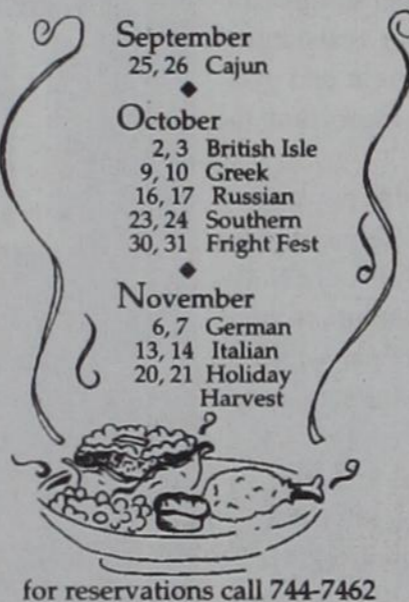 September
25, 26 Cajun
October
2, 3 British Isle
9, 10 Greek
16, 17 Russian
23, 24 Southern
30, 31 Fright Fest
November
6, 7 German
13, 14 Italian
20, 21 Holiday
Harvest
for reservations call 744-7462